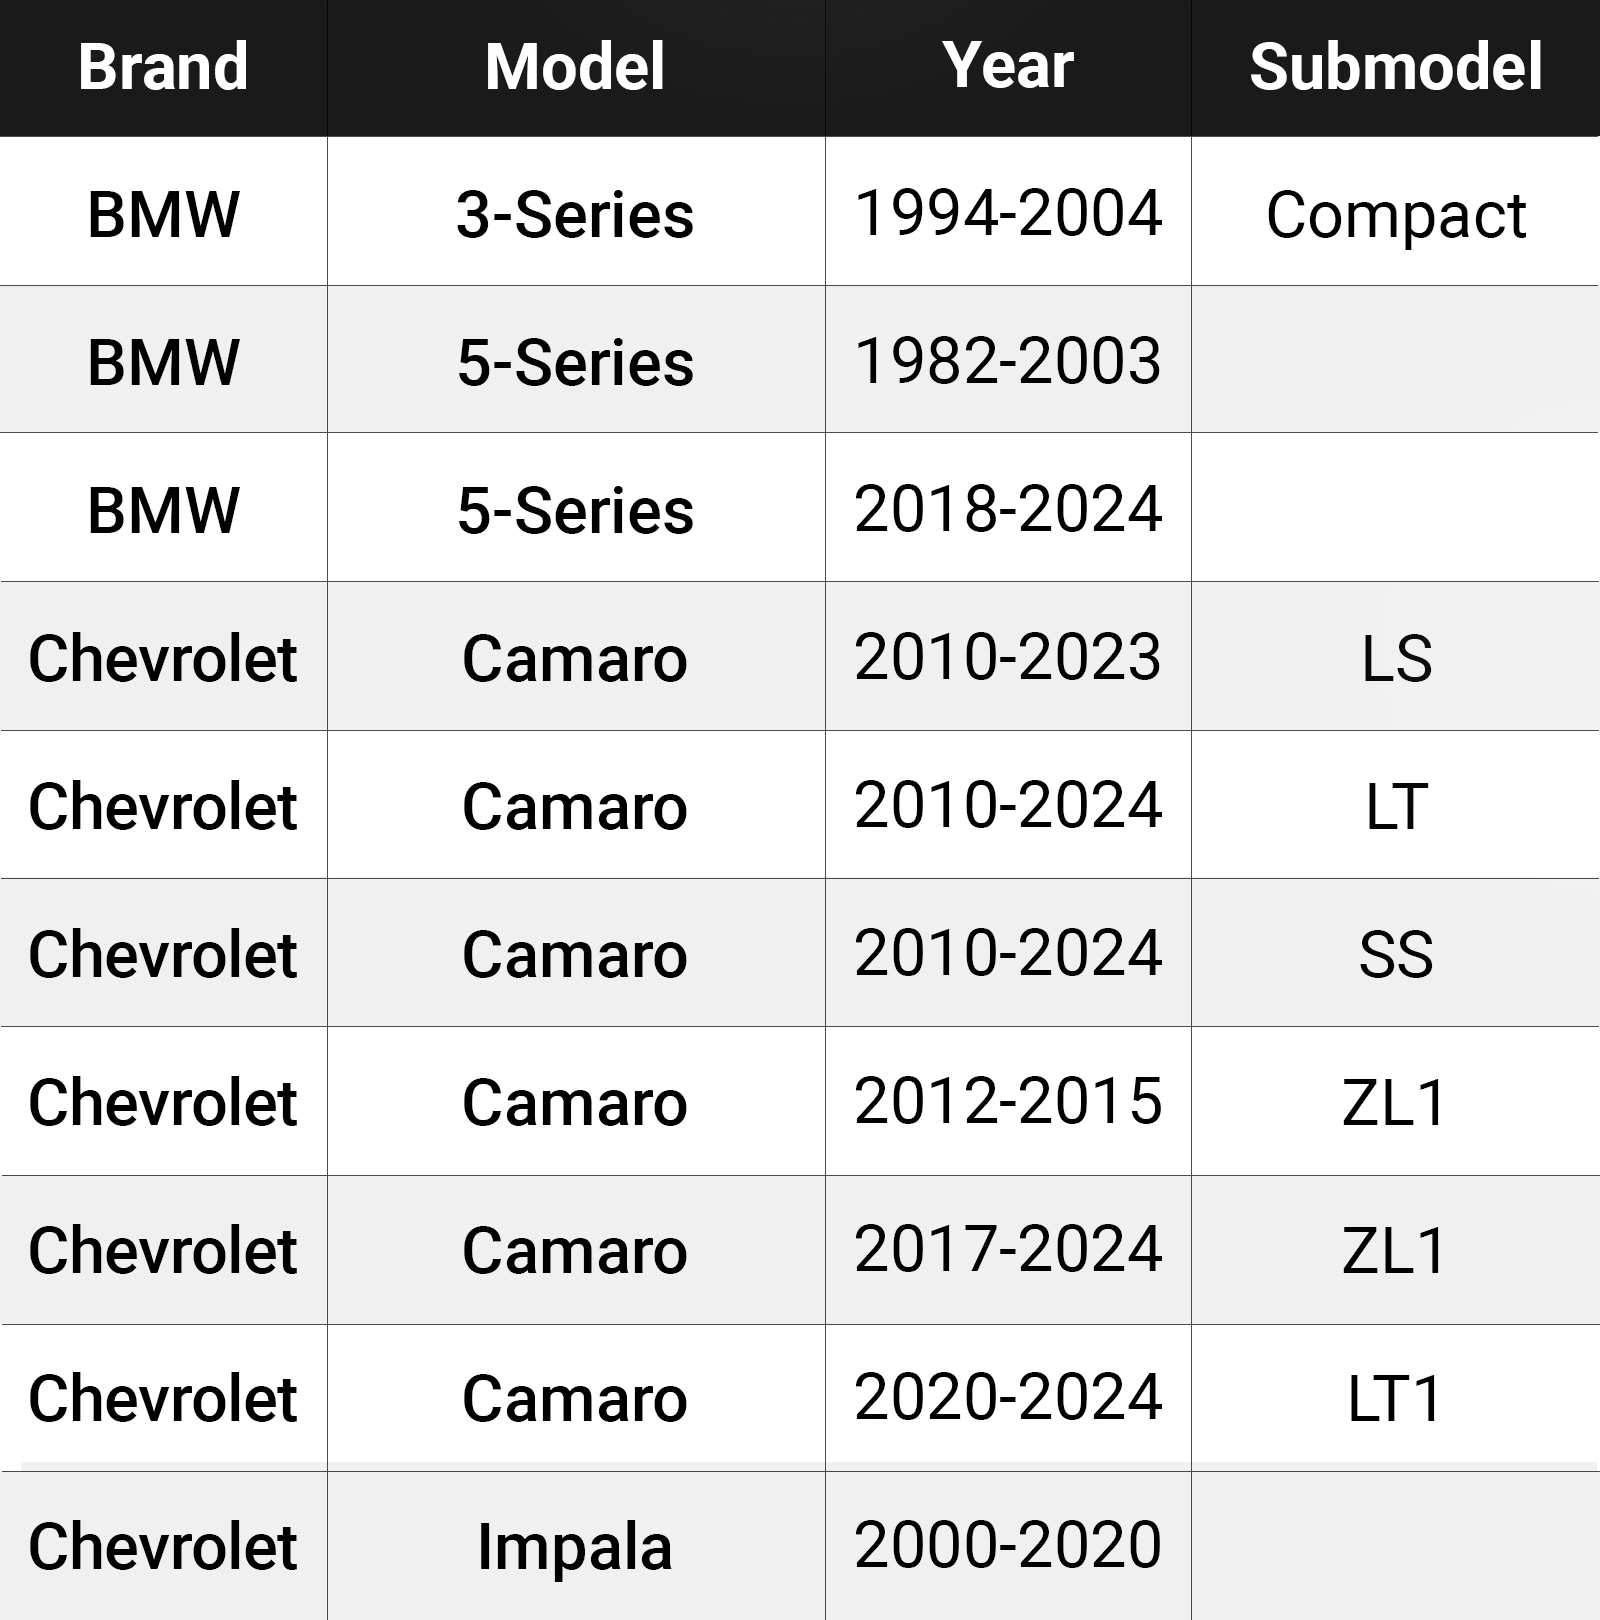 Brand Model Year Submodel
BMW 3-Series 1994-2004 Compact
BMW 5-Series 1982-2003
BMW 5-Series 2018-2024
Chevrolet Camaro 2010-2023 LS
Chevrolet Camaro 2010-2024 LT
Chevrolet Camaro 2010-2024 SS
Chevrolet Camaro 2012-2015 ZL1
Chevrolet Camaro 2017-2024 ZL1
Chevrolet Camaro 2020-2024 LT1
Chevrolet Impala 2000-2020